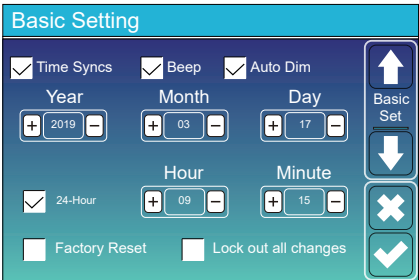 Basic Setting
Time Syncs Beep Auto Dim
Year Month Day
+ 2019 − + 03 − + 17 −
Basic
Set
Hour Minute
24-Hour + 09 − + 15 −
Factory Reset Lock out all changes